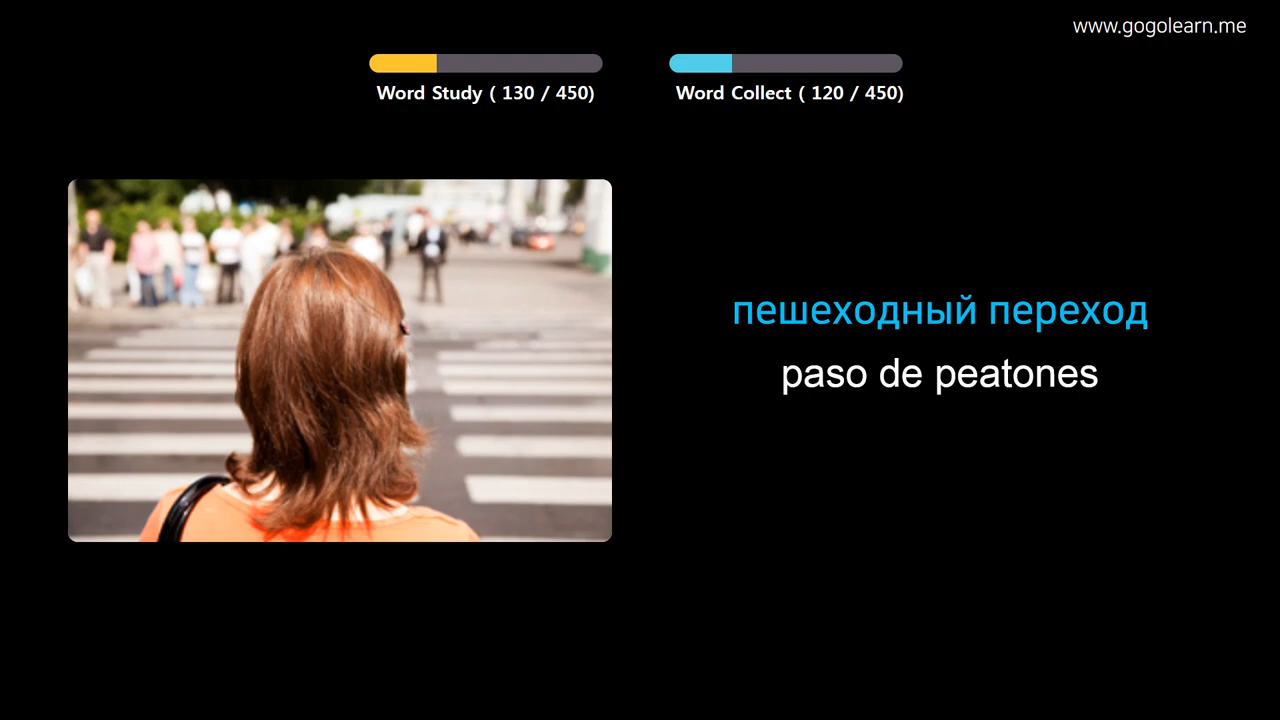 www.gogolearn.me
Word Study ( 130 / 450)
Word Collect ( 120 / 450)
пешеходный переход
paso de peatones